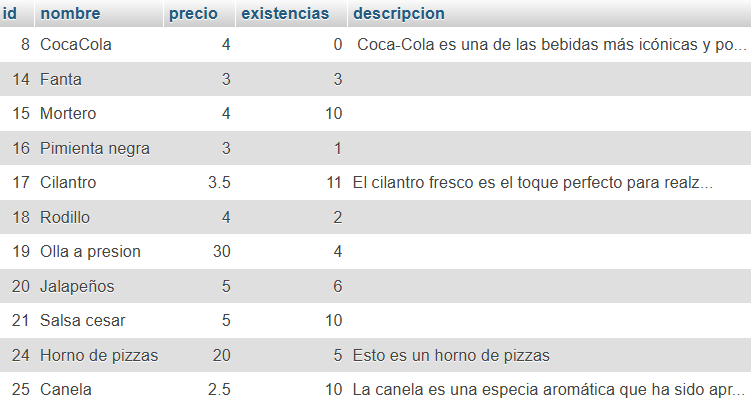 id nombre precio existencias descripcion
8 CocaCola 4 0 Coca-Cola es una de las bebidas más icónicas y po...
14 Fanta 3 3
15 Mortero 4 10
16 Pimienta negra 3 1
17 Cilantro 3.5 11 El cilantro fresco es el toque perfecto para realz...
18 Rodillo 4 2
19 Olla a presion 30 4
20 Jalapeños 5 6
21 Salsa cesar 5 10
24 Horno de pizzas 20 5 Esto es un horno de pizzas
25 Canela 2.5 10 La canela es una especia aromática que ha sido apr...